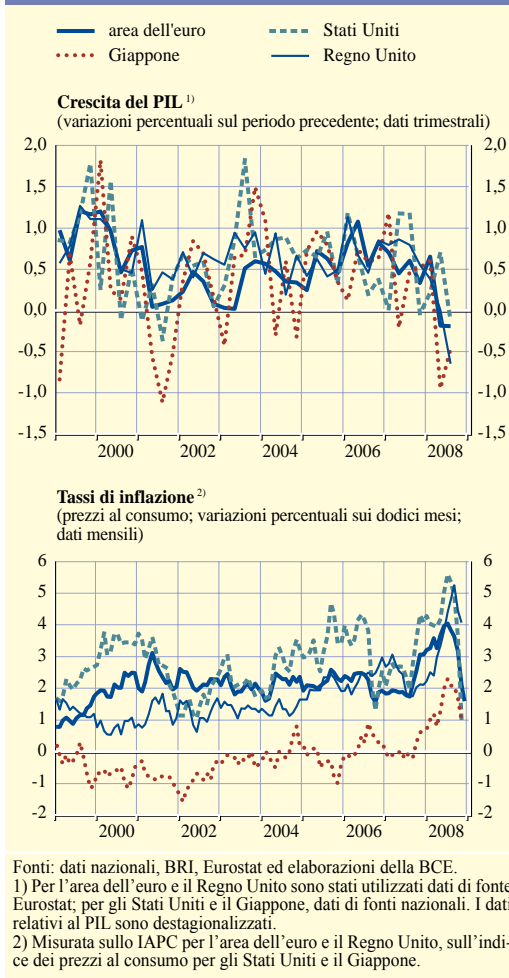 area dell'euro
Stati Uniti
Giappone
Regno Unito
Crescita del PIL 1)
(variazioni percentuali sul periodo precedente; dati trimestrali)
2,0 2,0
1,5 1,5
1,0 1,0
0,5 0,5
0,0 0,0
-0,5 -0,5
-1,0 -1,0
-1,5 -1,5
2000 2002 2004 2006 2008
Tassi di inflazione 2)
(prezzi al consumo; variazioni percentuali sui dodici mesi;
dati mensili)
6 6
5 5
4 4
3 3
2 2
1 1
0 0
-1 -1
-2 -2
2000 2002 2004 2006 2008
Fonti: dati nazionali, BRI, Eurostat ed elaborazioni della BCE.
1) Per l'area dell'euro e il Regno Unito sono stati utilizzati dati di fonte
Eurostat; per gli Stati Uniti e il Giappone, dati di fonti nazionali. I dati
relativi al PIL sono destagionalizzati.
2) Misurata sullo IAPC per l'area dell'euro e il Regno Unito, sull'indi-
ce dei prezzi al consumo per gli Stati Uniti e il Giappone.